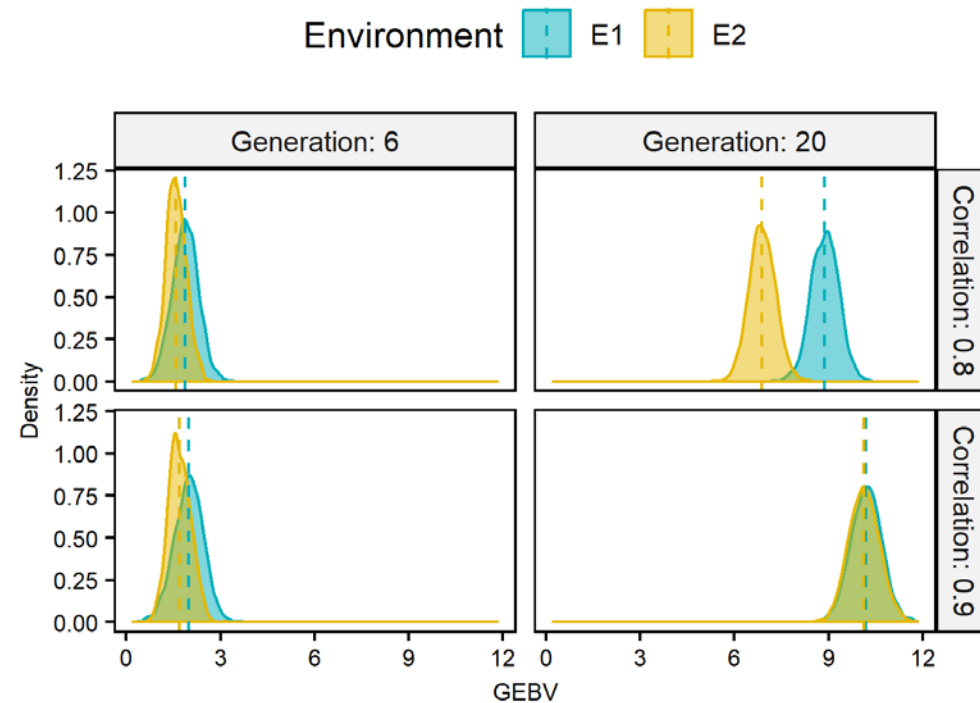 Environment E1 E2
Generation: 6 Generation: 20
Correlation: 0.8
Correlation: 0.9
Density
1.25
1.00
0.75
0.50
0.25
0.00
1.25
1.00
0.75
0.50
0.25
0.00
0 3 6 9 12 0 3 6 9 12
GEBV